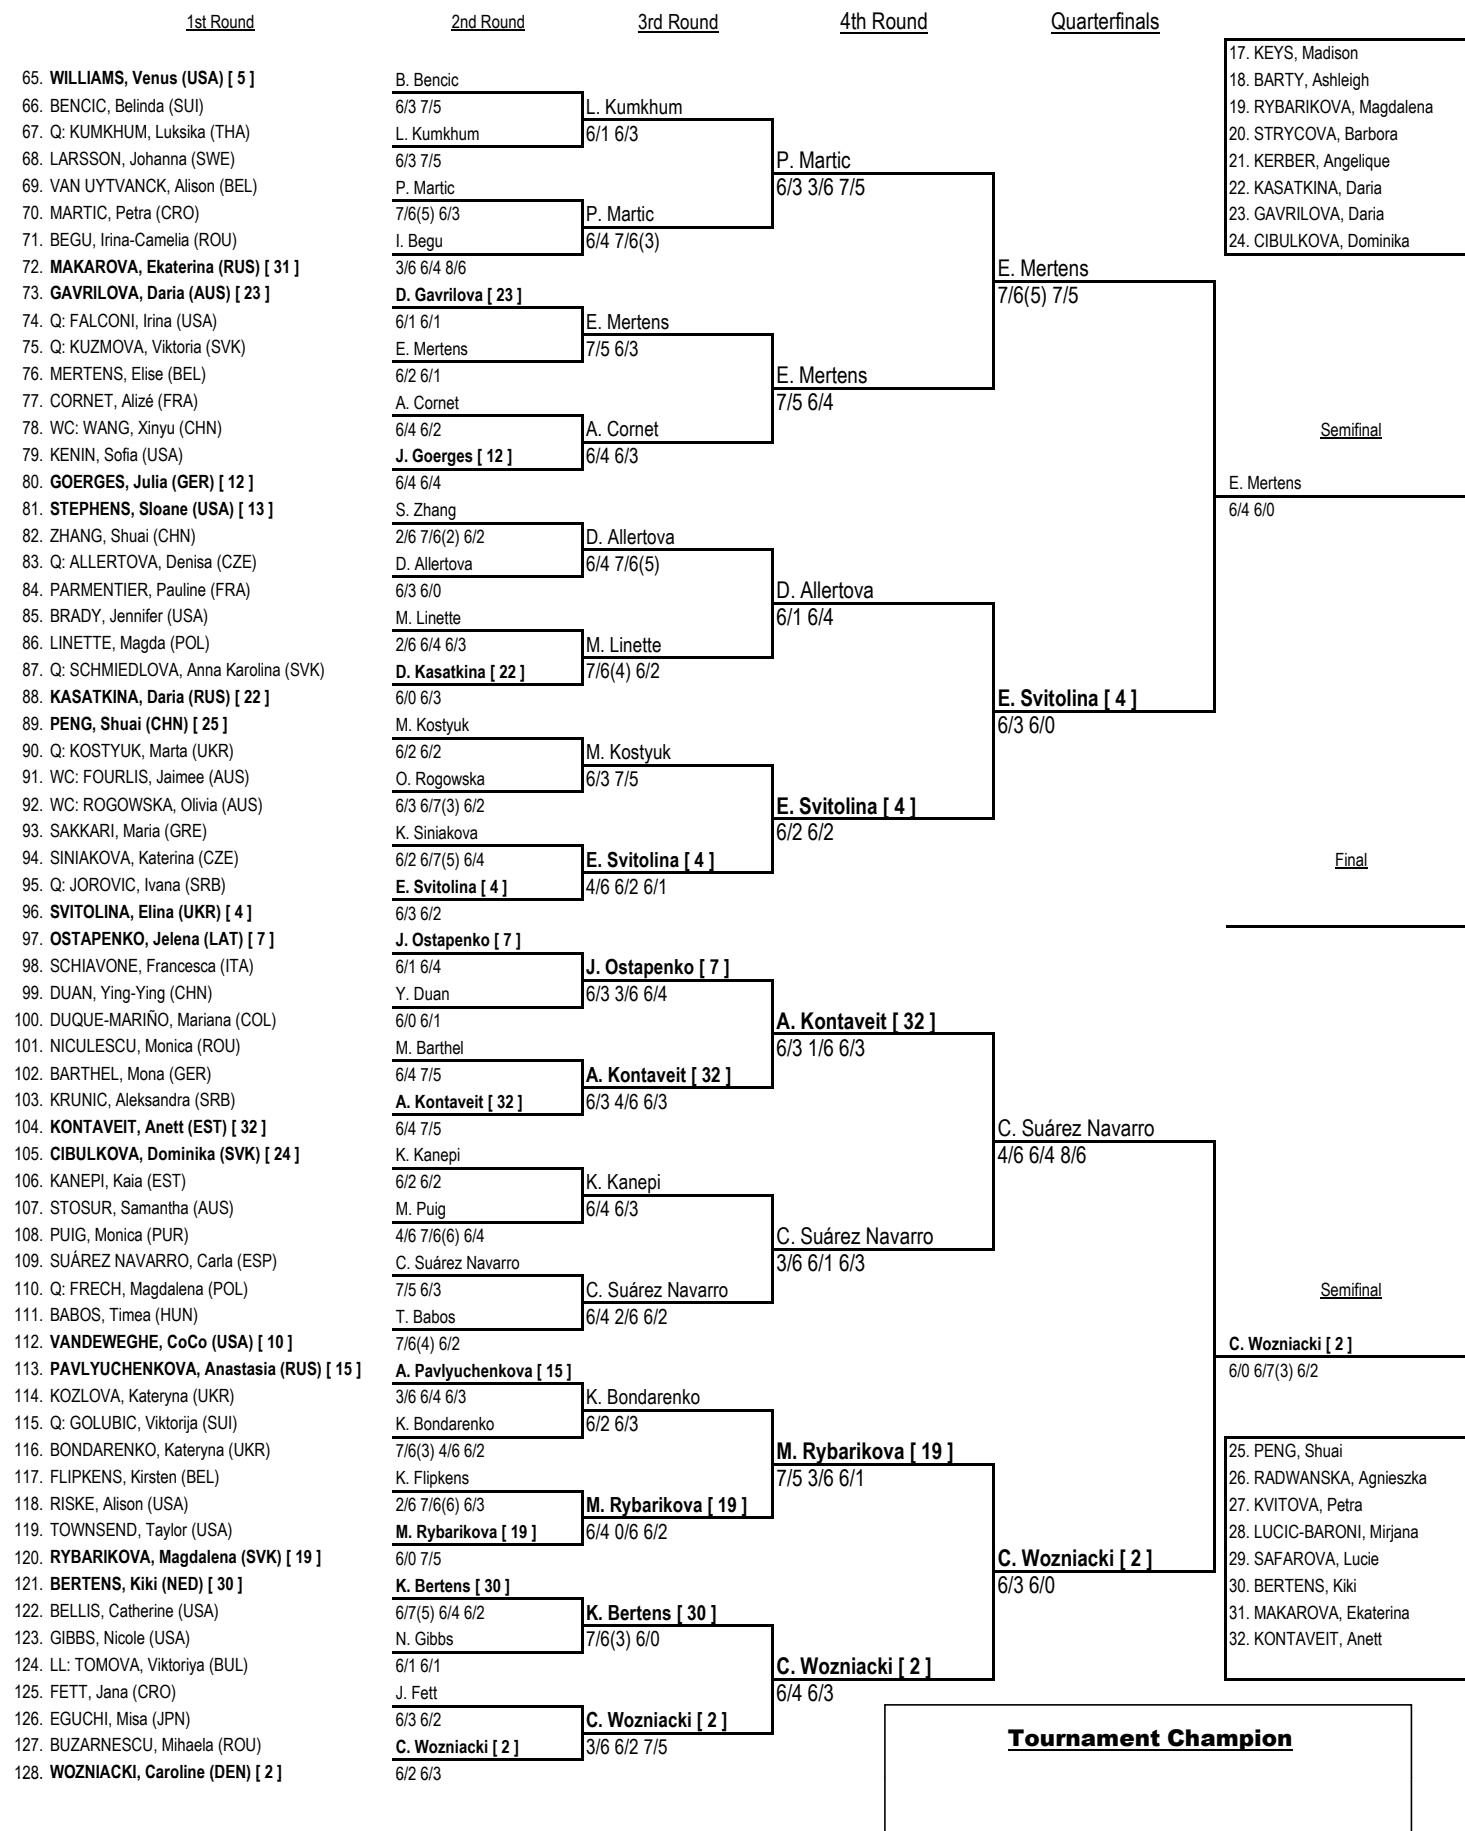 1st Round
2nd Round
3rd Round
4th Round
Quarterfinals
65. WILLIAMS, Venus (USA) [ 5 ]
66. BENCIC, Belinda (SUI)
67. Q: KUMKHUM, Luksika (THA)
68. LARSSON, Johanna (SWE)
69. VAN UYTVANCK, Alison (BEL)
70. MARTIC, Petra (CRO)
71. BEGU, Irina-Camelia (ROU)
72. MAKAROVA, Ekaterina (RUS) [ 31 ]
73. GAVRILOVA, Daria (AUS) [ 23 ]
74. Q: FALCONI, Irina (USA)
75. Q: KUZMOVA, Viktoria (SVK)
76. MERTENS, Elise (BEL)
77. CORNET, Alizé (FRA)
78. WC: WANG, Xinyu (CHN)
79. KENIN, Sofia (USA)
80. GOERGES, Julia (GER) [ 12 ]
81. STEPHENS, Sloane (USA) [ 13 ]
82. ZHANG, Shuai (CHN)
83. Q: ALLERTOVA, Denisa (CZE)
84. PARMENTIER, Pauline (FRA)
85. BRADY, Jennifer (USA)
86. LINETTE, Magda (POL)
87. Q: SCHMIEDLOVA, Anna Karolina (SVK)
88. KASATKINA, Daria (RUS) [ 22 ]
89. PENG, Shuai (CHN) [ 25 ]
90. Q: KOSTYUK, Marta (UKR)
91. WC: FOURLIS, Jaimee (AUS)
92. WC: ROGOWSKA, Olivia (AUS)
93. SAKKARI, Maria (GRE)
94. SINIAKOVA, Katerina (CZE)
95. Q: JOROVIC, Ivana (SRB)
96. SVITOLINA, Elina (UKR) [ 4 ]
97. OSTAPENKO, Jelena (LAT) [ 7 ]
98. SCHIAVONE, Francesca (ITA)
99. DUAN, Ying-Ying (CHN)
100. DUQUE-MARIÑO, Mariana (COL)
101. NICULESCU, Monica (ROU)
102. BARTHEL, Mona (GER)
103. KRUNIC, Aleksandra (SRB)
104. KONTAVEIT, Anett (EST) [ 32 ]
105. CIBULKOVA, Dominika (SVK) [ 24 ]
106. KANEPI, Kaia (EST)
107. STOSUR, Samantha (AUS)
108. PUIG, Monica (PUR)
109. SUÁREZ NAVARRO, Carla (ESP)
110. Q: FRECH, Magdalena (POL)
111. BABOS, Timea (HUN)
112. VANDEWEGHE, CoCo (USA) [ 10 ]
113. PAVLYUCHENKOVA, Anastasia (RUS) [ 15 ]
114. KOZLOVA, Kateryna (UKR)
115. Q: GOLUBIC, Viktorija (SUI)
116. BONDARENKO, Kateryna (UKR)
117. FLIPKENS, Kirsten (BEL)
118. RISKE, Alison (USA)
119. TOWNSEND, Taylor (USA)
120. RYBARIKOVA, Magdalena (SVK) [ 19 ]
121. BERTENS, Kiki (NED) [ 30 ]
122. BELLIS, Catherine (USA)
123. GIBBS, Nicole (USA)
124. LL: TOMOVA, Viktoriya (BUL)
125. FETT, Jana (CRO)
126. EGUCHI, Misa (JPN)
127. BUZARNESCU, Mihaela (ROU)
128. WOZNIACKI, Caroline (DEN) [ 2 ]
B. Bencic
6/3 7/5
L. Kumkhum
6/3 7/5
P. Martic
7/6(5) 6/3
I. Begu
3/6 6/4 8/6
D. Gavrilova [ 23 ]
6/1 6/1
E. Mertens
6/2 6/1
A. Cornet
6/4 6/2
J. Goerges [ 12 ]
6/4 6/4
S. Zhang
2/6 7/6(2) 6/2
D. Allertova
6/3 6/0
M. Linette
2/6 6/4 6/3
D. Kasatkina [ 22 ]
6/0 6/3
M. Kostyuk
6/2 6/2
O. Rogowska
6/3 6/7(3) 6/2
K. Siniakova
6/2 6/7(5) 6/4
E. Svitolina [ 4 ]
6/3 6/2
J. Ostapenko [ 7 ]
6/1 6/4
Y. Duan
6/0 6/1
M. Barthel
6/4 7/5
A. Kontaveit [ 32 ]
6/4 7/5
K. Kanepi
6/2 6/2
M. Puig
4/6 7/6(6) 6/4
C. Suárez Navarro
7/5 6/3
T. Babos
7/6(4) 6/2
A. Pavlyuchenkova [ 15 ]
3/6 6/4 6/3
K. Bondarenko
7/6(3) 4/6 6/2
K. Flipkens
2/6 7/6(6) 6/3
M. Rybarikova [ 19 ]
6/0 7/5
K. Bertens [ 30 ]
6/7(5) 6/4 6/2
N. Gibbs
6/1 6/1
J. Fett
6/3 6/2
C. Wozniacki [ 2 ]
6/2 6/3
L. Kumkhum
6/1 6/3
P. Martic
6/4 7/6(3)
E. Mertens
7/5 6/3
A. Cornet
6/4 6/3
D. Allertova
6/4 7/6(5)
M. Linette
7/6(4) 6/2
M. Kostyuk
6/3 7/5
E. Svitolina [ 4 ]
4/6 6/2 6/1
J. Ostapenko [ 7 ]
6/3 3/6 6/4
A. Kontaveit [ 32 ]
6/3 4/6 6/3
K. Kanepi
6/4 6/3
C. Suárez Navarro
6/4 2/6 6/2
K. Bondarenko
6/2 6/3
M. Rybarikova [ 19 ]
6/4 0/6 6/2
K. Bertens [ 30 ]
7/6(3) 6/0
C. Wozniacki [ 2 ]
3/6 6/2 7/5
P. Martic
6/3 3/6 7/5
E. Mertens
7/5 6/4
D. Allertova
6/1 6/4
E. Svitolina [ 4 ]
6/2 6/2
A. Kontaveit [ 32 ]
6/3 1/6 6/3
C. Suárez Navarro
3/6 6/1 6/3
M. Rybarikova [ 19 ]
7/5 3/6 6/1
C. Wozniacki [ 2 ]
6/4 6/3
E. Mertens
7/6(5) 7/5
E. Svitolina [ 4 ]
6/3 6/0
C. Suárez Navarro
4/6 6/4 8/6
C. Wozniacki [ 2 ]
6/3 6/0
17. KEYS, Madison
18. BARTY, Ashleigh
19. RYBARIKOVA, Magdalena
20. STRYCOVA, Barbora
21. KERBER, Angelique
22. KASATKINA, Daria
23. GAVRILOVA, Daria
24. CIBULKOVA, Dominika
Semifinal
E. Mertens
6/4 6/0
Final
Semifinal
C. Wozniacki [ 2 ]
6/0 6/7(3) 6/2
25. PENG, Shuai
26. RADWANSKA, Agnieszka
27. KVITOVA, Petra
28. LUCIC-BARONI, Mirjana
29. SAFAROVA, Lucie
30. BERTENS, Kiki
31. MAKAROVA, Ekaterina
32. KONTAVEIT, Anett
Tournament Champion